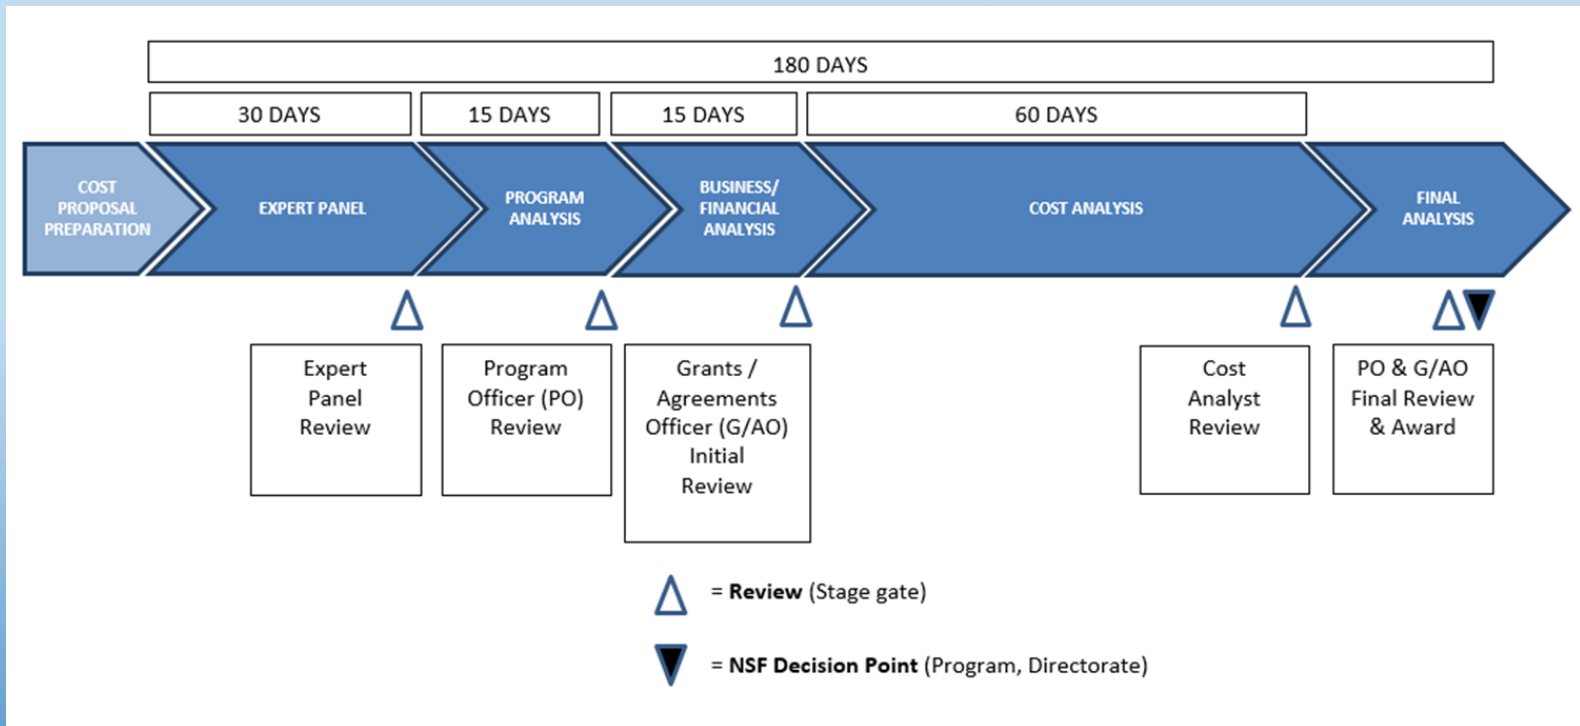 180 DAYS
30 DAYS
15 DAYS
15 DAYS
60 DAYS
COST
PROPOSAL
PREPARATION
EXPERT PANEL
PROGRAM
ANALYSIS
BUSINESS/
FINANCIAL
ANALYSIS
COST ANALYSIS
FINAL
ANALYSIS
Expert
Panel
Review
Program
Officer (PO)
Review
Grants /
Agreements
Officer (G/AO)
Initial
Review
Cost
Analyst
Review
PO & G/AO
Final Review
& Award
= Review (Stage gate)
= NSF Decision Point (Program, Directorate)